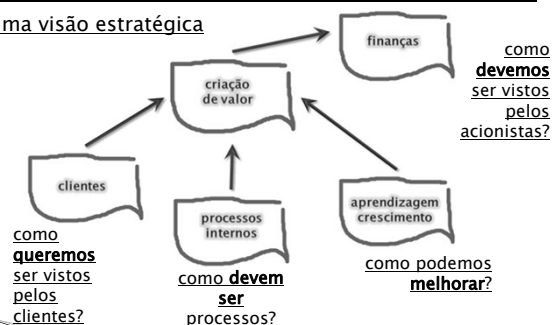 ma visão estratégica
finanças
como
devemos
ser vistos
pelos
acionistas?
criação
de valor
clientes
como
queremos
ser vistos
pelos
clientes?
processos
internos
como devem
ser
processos?
aprendizagem
crescimento
como podemos
melhorar?